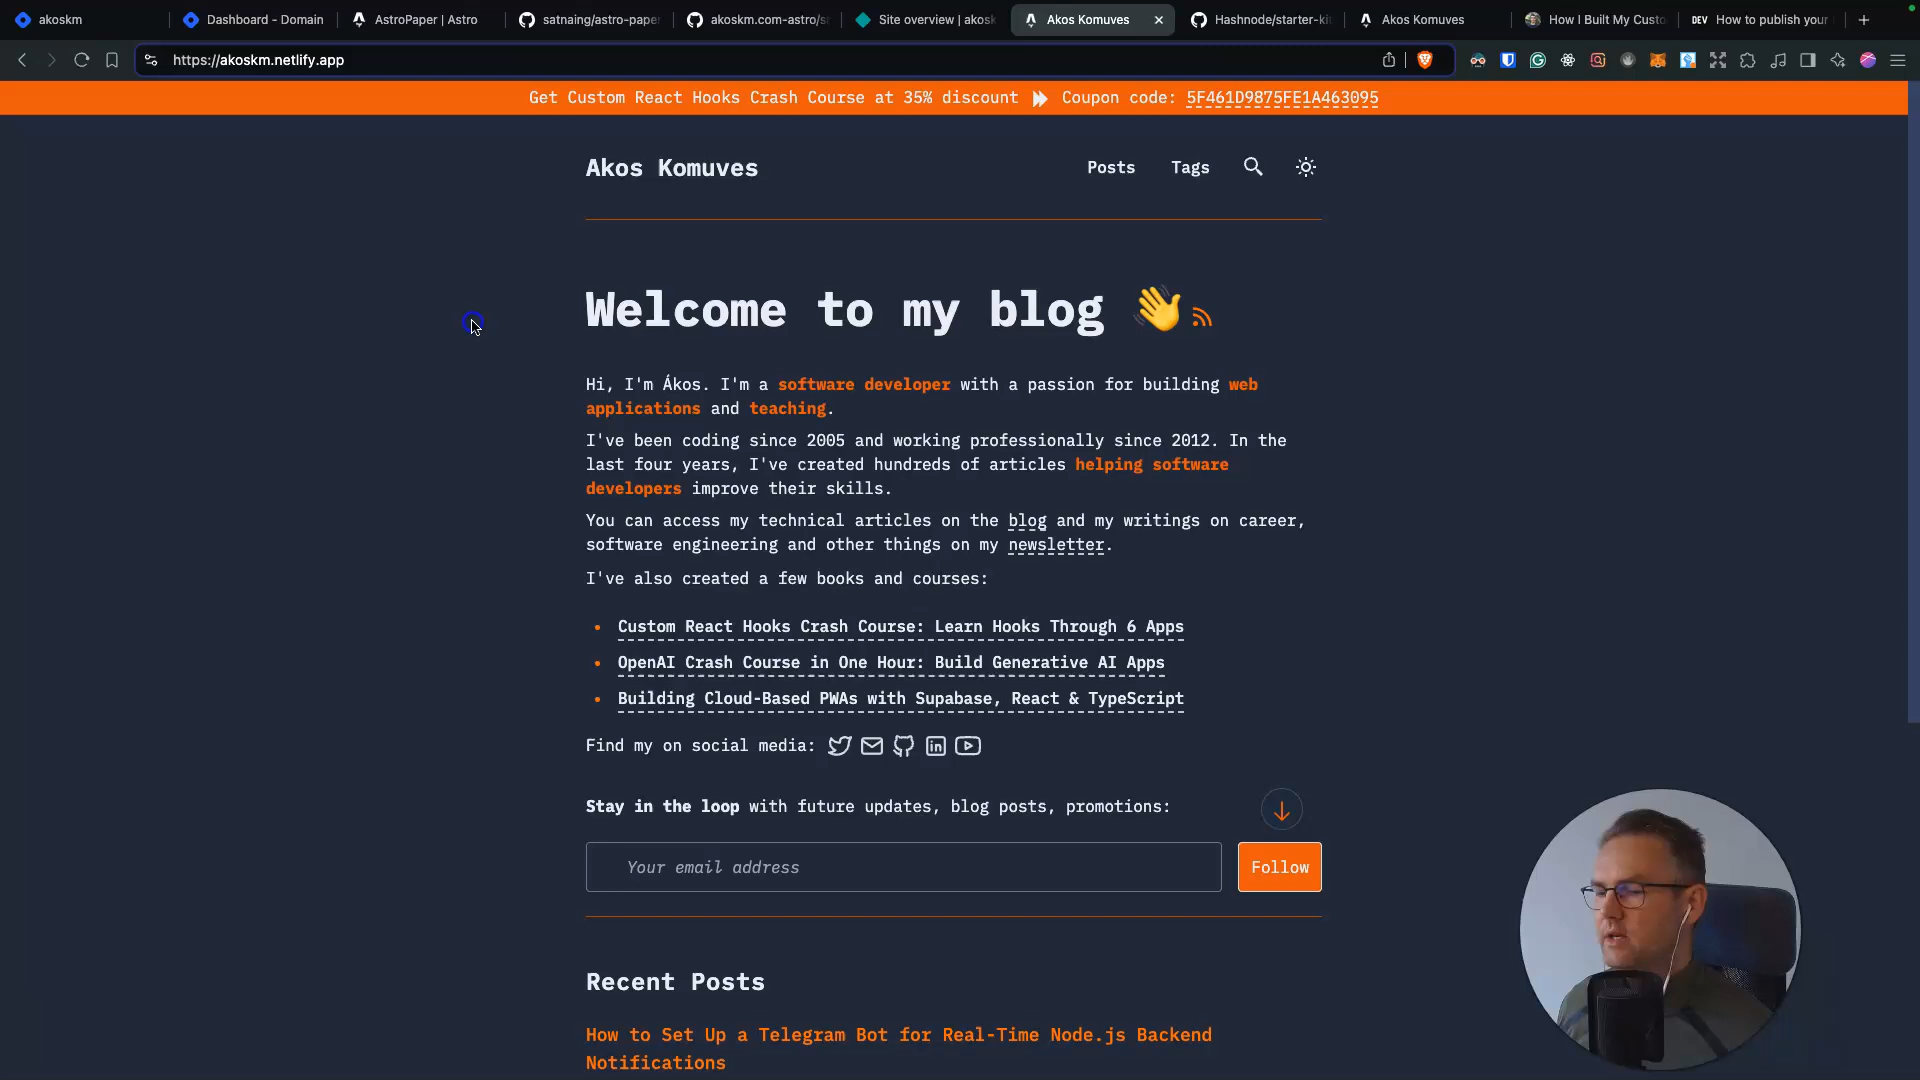 akoskm
Dashboard - Domain
AstroPaper | Astro
satnaing/astro-paper
akoskm.com-astro/sr
Site overview | akosk
Akos Komuves
Hashnode/starter-ki
Akos Komuves
How I Built My Custo
DEV How to publish your
https://akoskm.netlify.app
Get Custom React Hooks Crash Course at 35% discount Coupon code: 5F461D9875FE1A463095
Akos Komuves
Posts
Tags
Welcome to my blog
Hi, I'm Ákos. I'm a software developer with a passion for building web
applications and teaching.
I've been coding since 2005 and working professionally since 2012. In the
last four years, I've created hundreds of articles helping software
developers improve their skills.
You can access my technical articles on the blog and my writings on career,
software engineering and other things on my newsletter.
I've also created a few books and courses:
Custom React Hooks Crash Course: Learn Hooks Through 6 Apps
OpenAI Crash Course in One Hour: Build Generative AI Apps
Building Cloud-Based PWAs with Supabase, React & TypeScript
Find my on social media:
Stay in the loop with future updates, blog posts, promotions:
Your email address
Follow
Recent Posts
How to Set Up a Telegram Bot for Real-Time Node.js Backend
Notifications